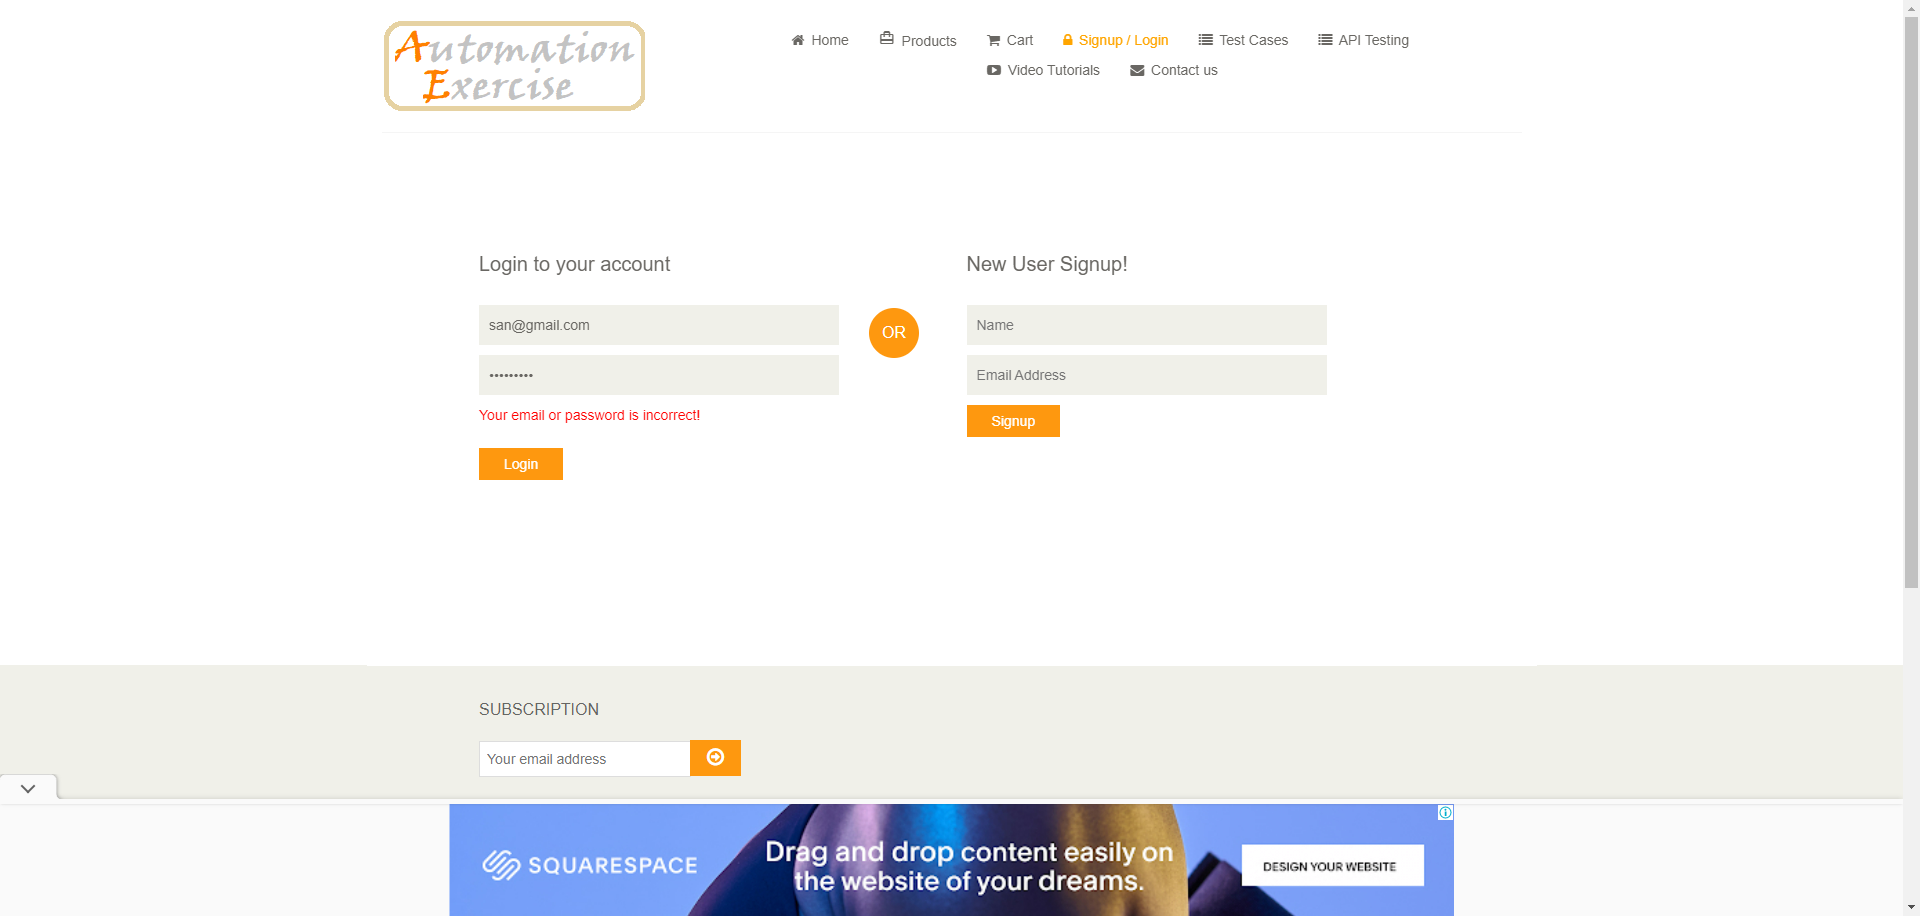 Automation
Exercise
Home
Products
Cart
Signup / Login
Test Cases
API Testing
Video Tutorials
Contact us
Login to your account
san@gmail.com
•••••••••
Your email or password is incorrect!
Login
OR
New User Signup!
Name
Email Address
Signup
SUBSCRIPTION
Your email address
SQUARESPACE
Drag and drop content easily on
the website of your dreams.
DESIGN YOUR WEBSITE